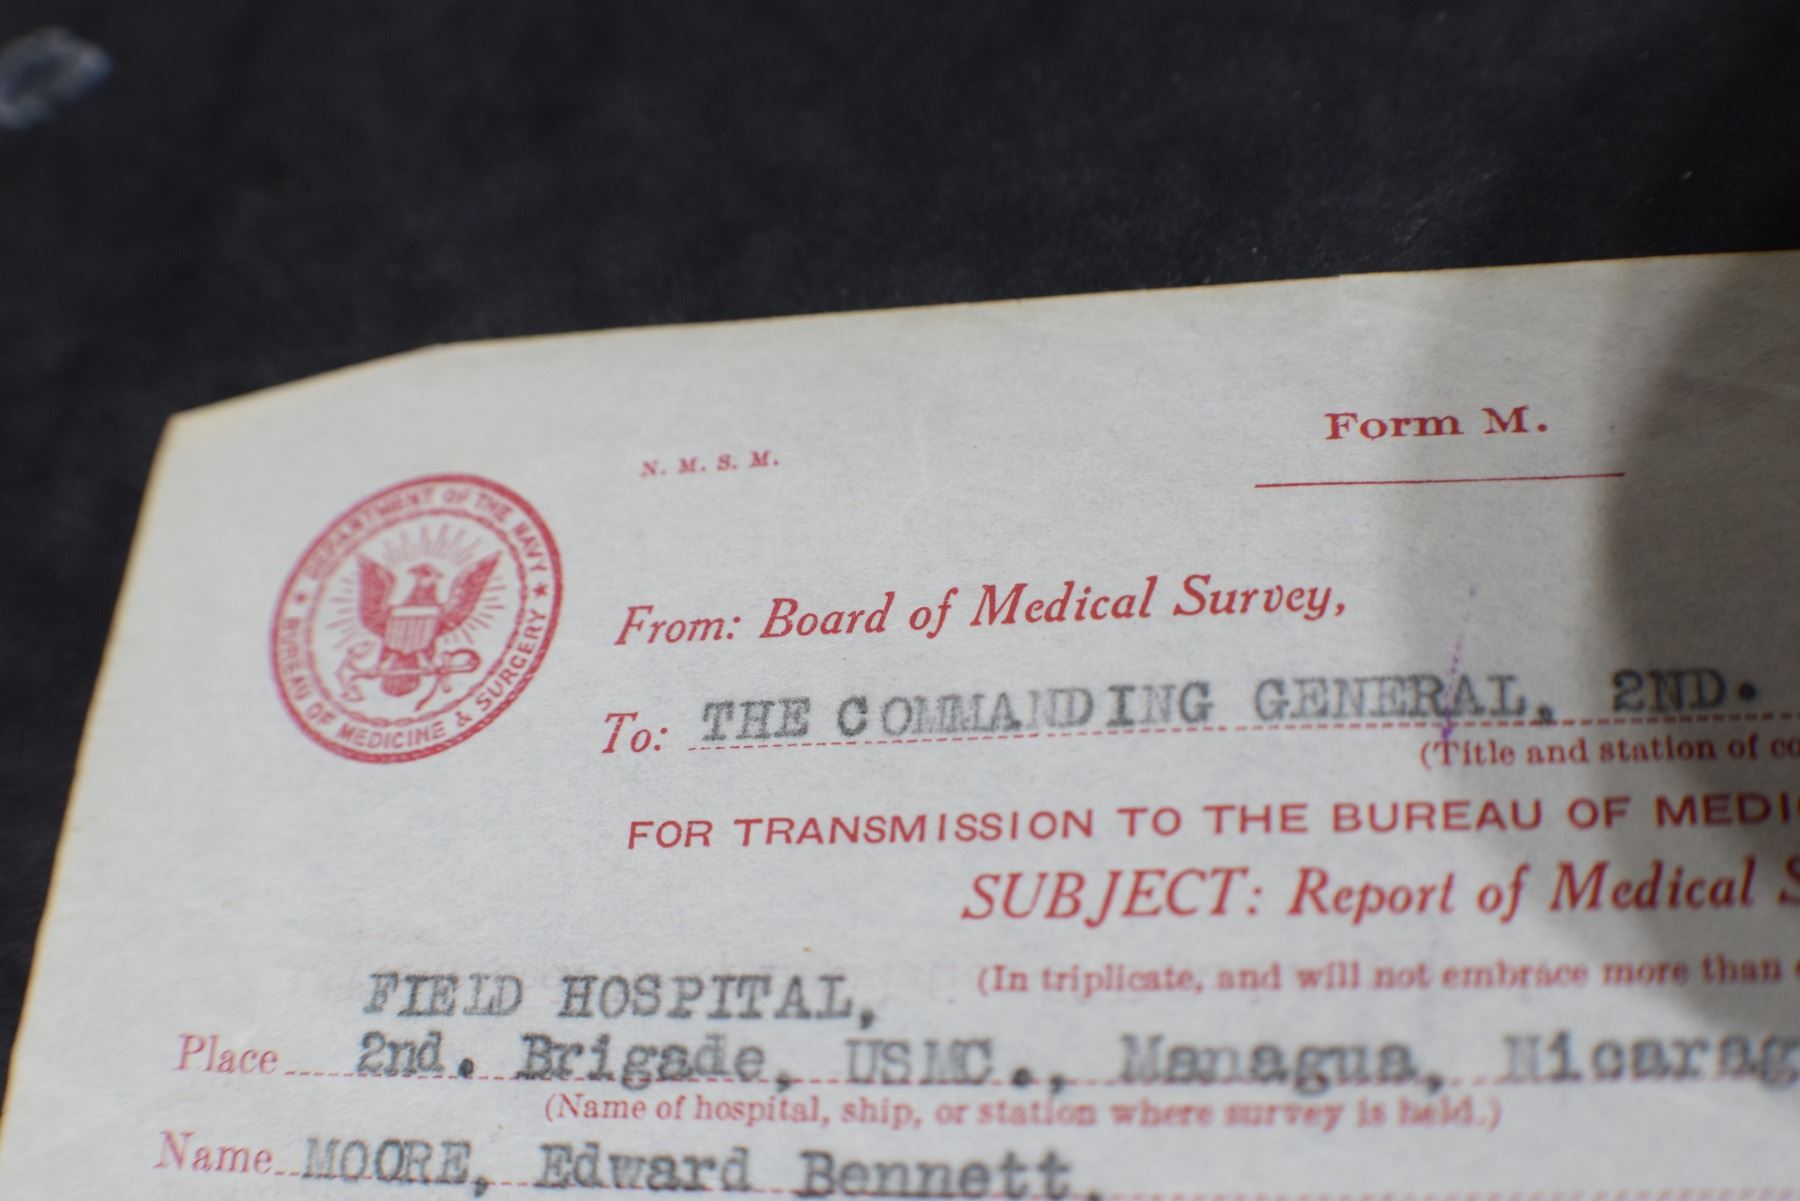 N. M. S. M.
Form M.
DEPARTMENT OF THE NAVY
BUREAU OF MEDICINE & SURGERY
From: Board of Medical Survey,
To: THE COMMANDING GENERAL, 2ND.
(Title and station of co
FOR TRANSMISSION TO THE BUREAU OF MEDIC
SUBJECT: Report of Medical S
(In triplicate, and will not embrace more than
FIELD HOSPITAL,
Place 2nd. Brigade, USMC., Managua, Nicarag
(Name of hospital, ship, or station where survey is held.)
Name MOORE, Edward Bennett.